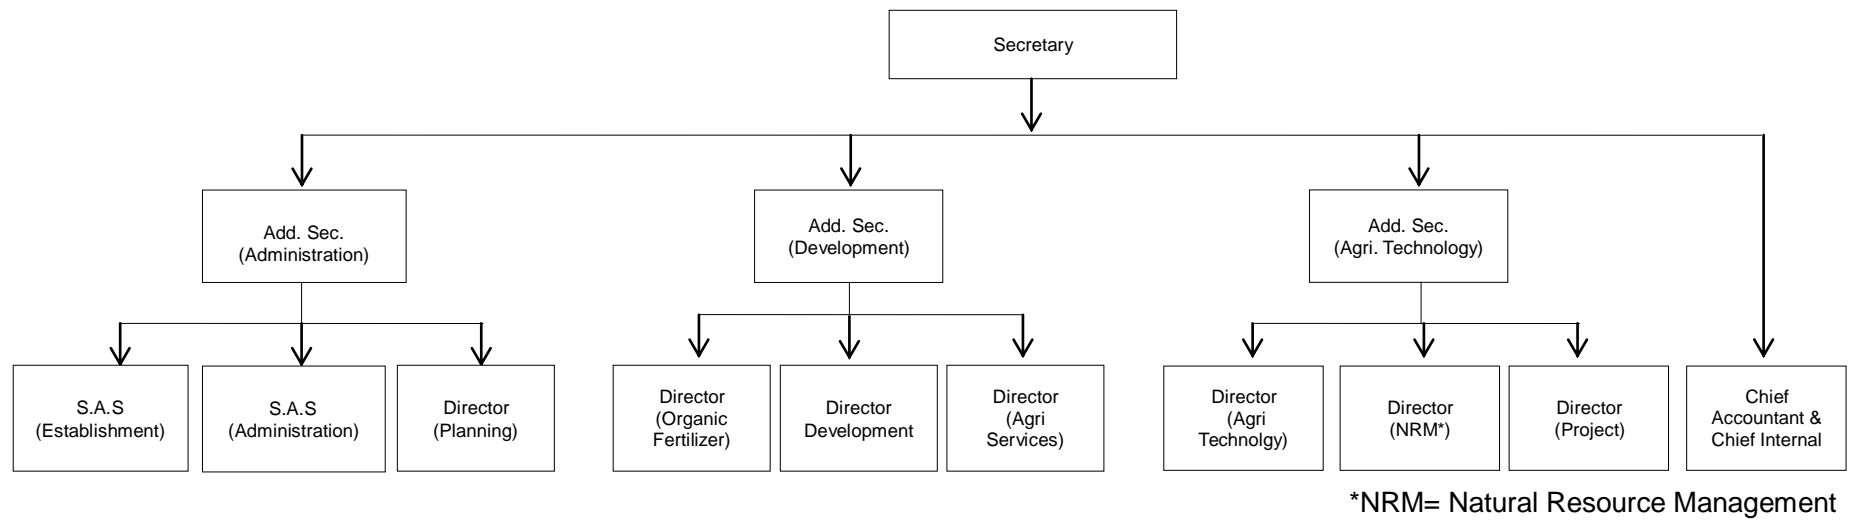 Secretary
Add. Sec.
(Administration)
Add. Sec.
(Development)
Add. Sec.
(Agri. Technology)
S.A.S
(Establishment)
S.A.S
(Administration)
Director
(Planning)
Director
(Organic
Fertilizer)
Director
Development
Director
(Agri
Services)
Director
(Agri
Technolgy)
Director
(NRM*)
Director
(Project)
Chief
Accountant &
Chief Internal
*NRM= Natural Resource Management